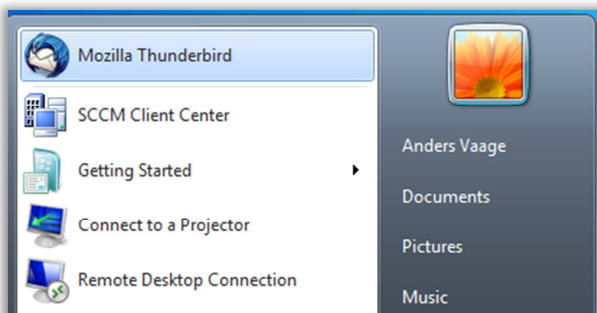 Mozilla Thunderbird
SCCM Client Center
Getting Started
Connect to a Projector
Remote Desktop Connection
Anders Vaage
Documents
Pictures
Music